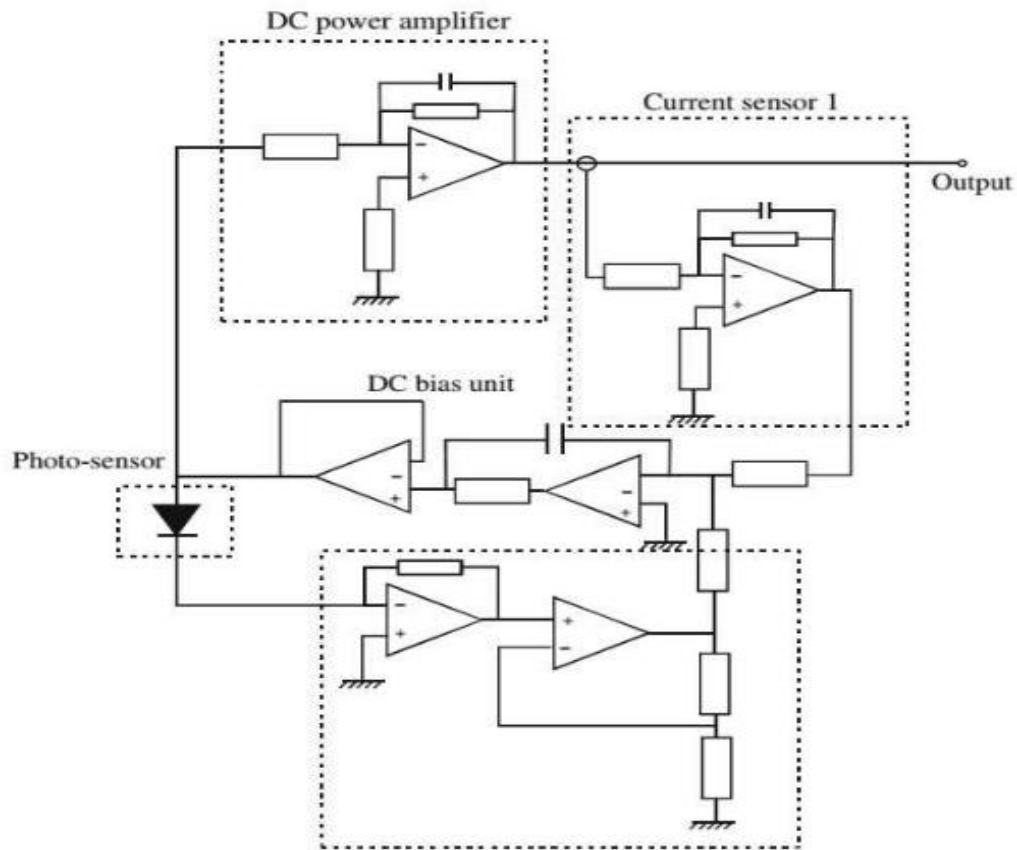 DC power amplifier
Current sensor 1
Output
DC bias unit
Photo-sensor